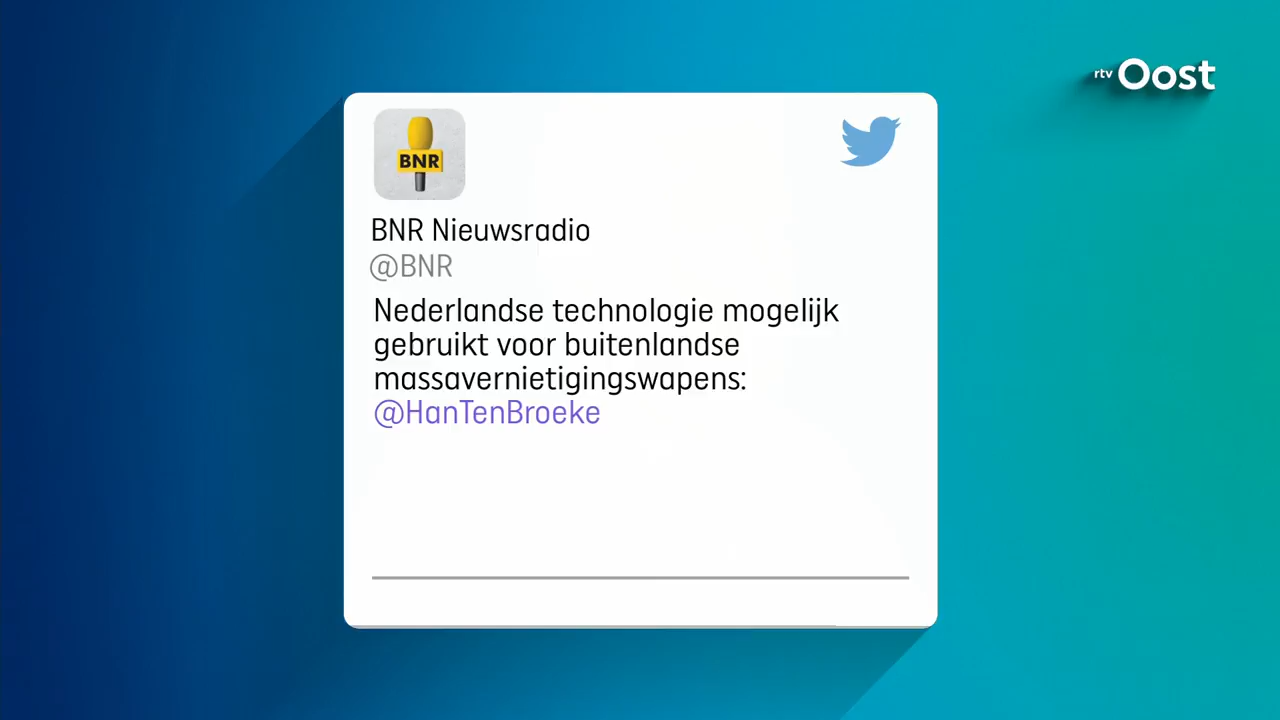 rtv Oost
BNR
BNR Nieuwsradio
@BNR
Nederlandse technologie mogelijk
gebruikt voor buitenlandse
massavernietigingswapens:
@HanTenBroeke